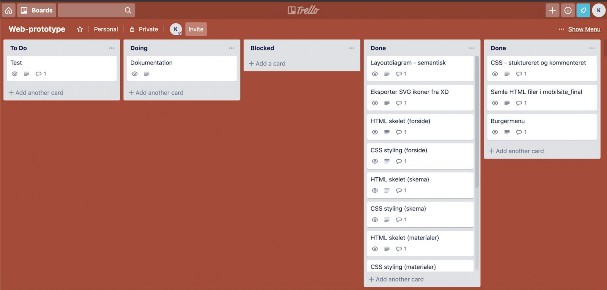 Boards
Trello
K
Web-prototype
Personal
Private
K
Invite
Show Menu
To Do
Test
1
+ Add another card
Doing
Dokumentation
+ Add another card
Blocked
+ Add a card
Done
Layoutdiagram - semantisk
1
Eksporter SVG ikoner fra XD
1
HTML skelet (forside)
1
CSS styling (forside)
1
HTML skelet (skema)
1
CSS styling (skema)
1
HTML skelet (materialer)
1
CSS styling (materialer)
+ Add another card
Done
CSS - stuktureret og kommenteret
1
Samle HTML filer i mobilsite_final
1
Burgermenu
1
+ Add another card